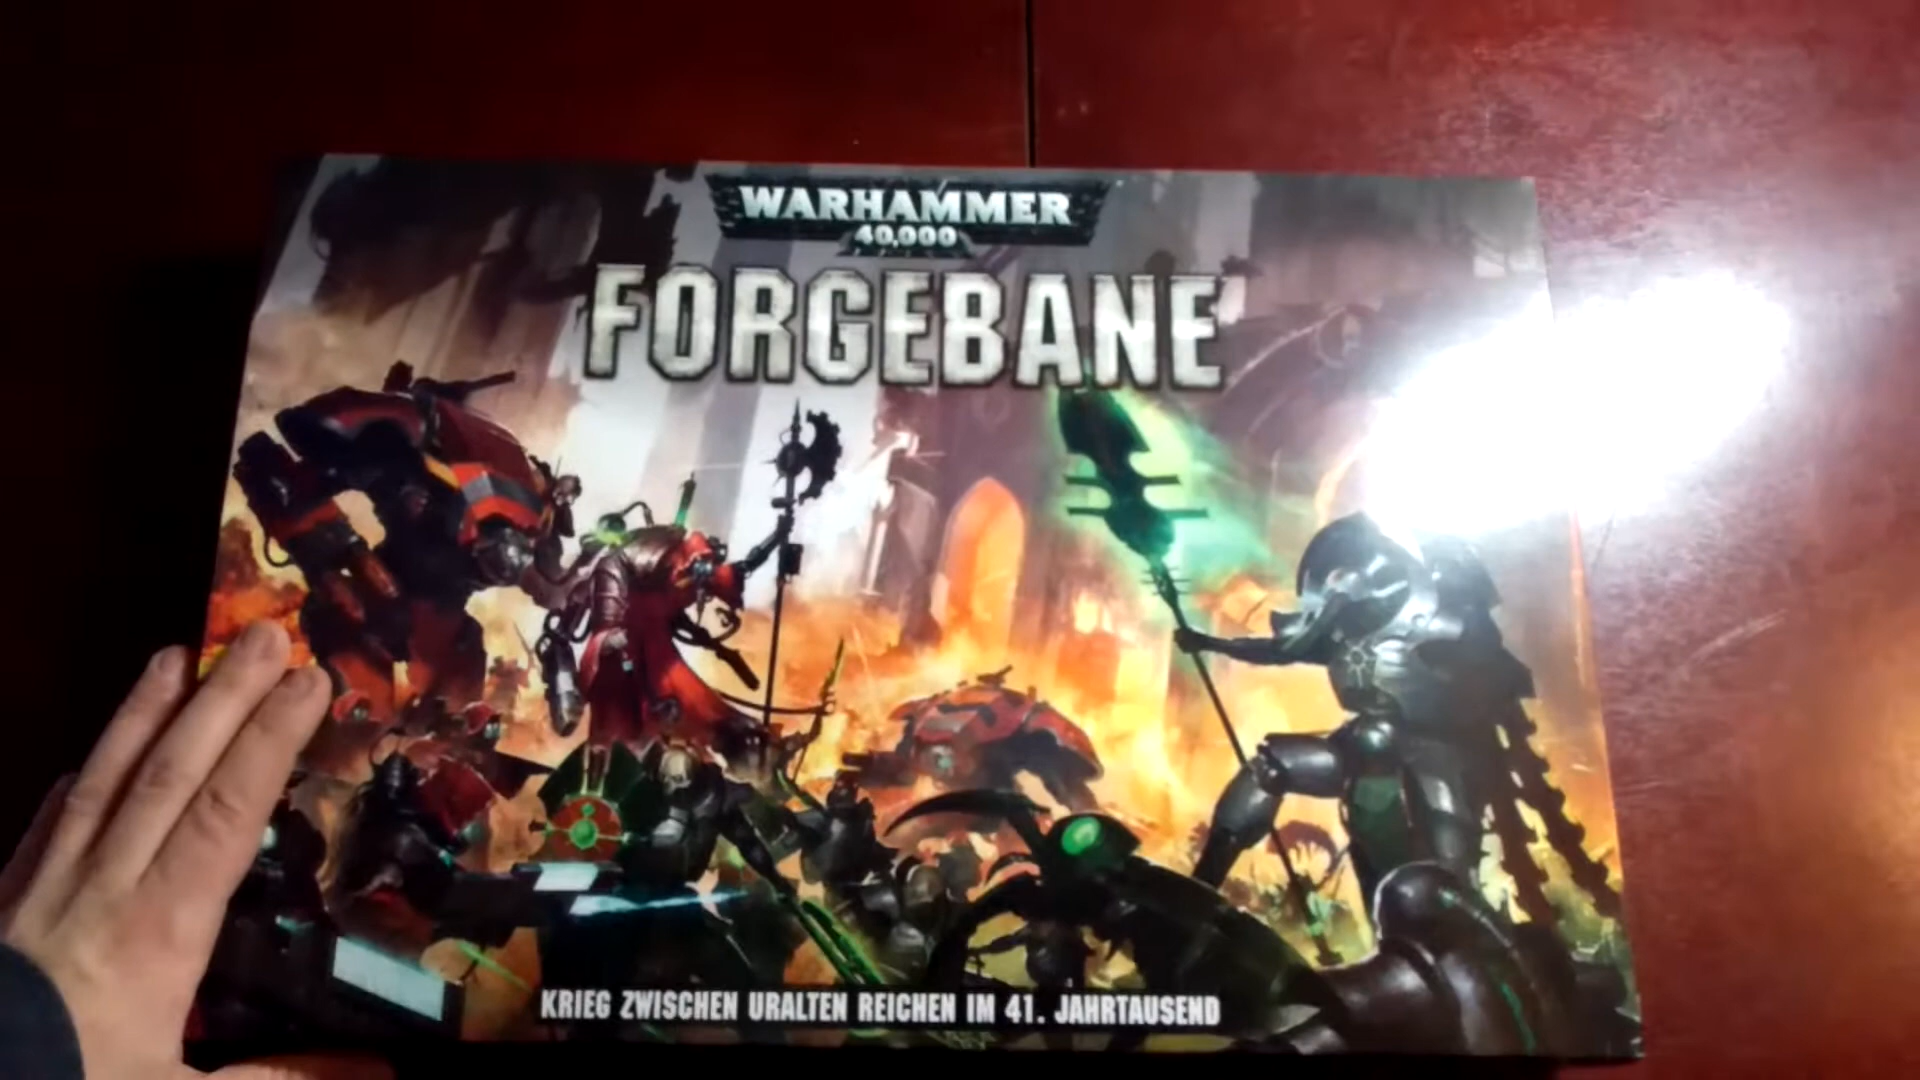 WARHAMMER
40,000
FORGEBANE
KRIEG ZWISCHEN URALTEN REICHEN IM 41. JAHRTAUSEND